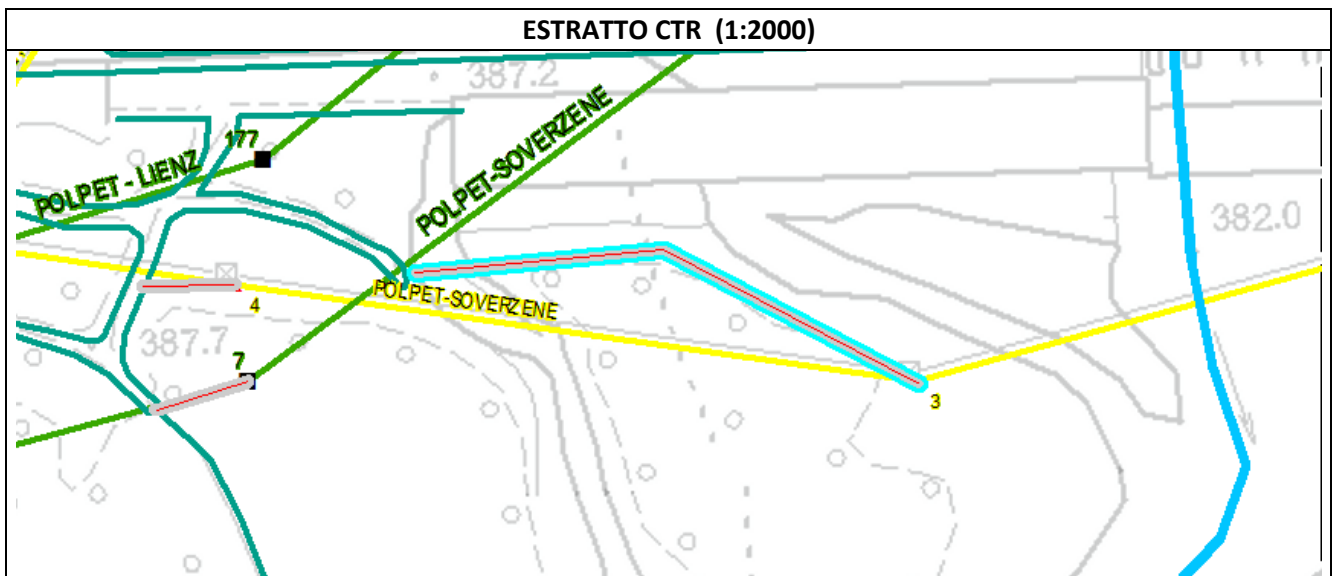 ESTRATTO CTR (1:2000)
387.2
177
POLPET - LIENZ
POLPET-SOVERZENE
382.0
POLPET-SOVERZENE
4
387.7
7
3